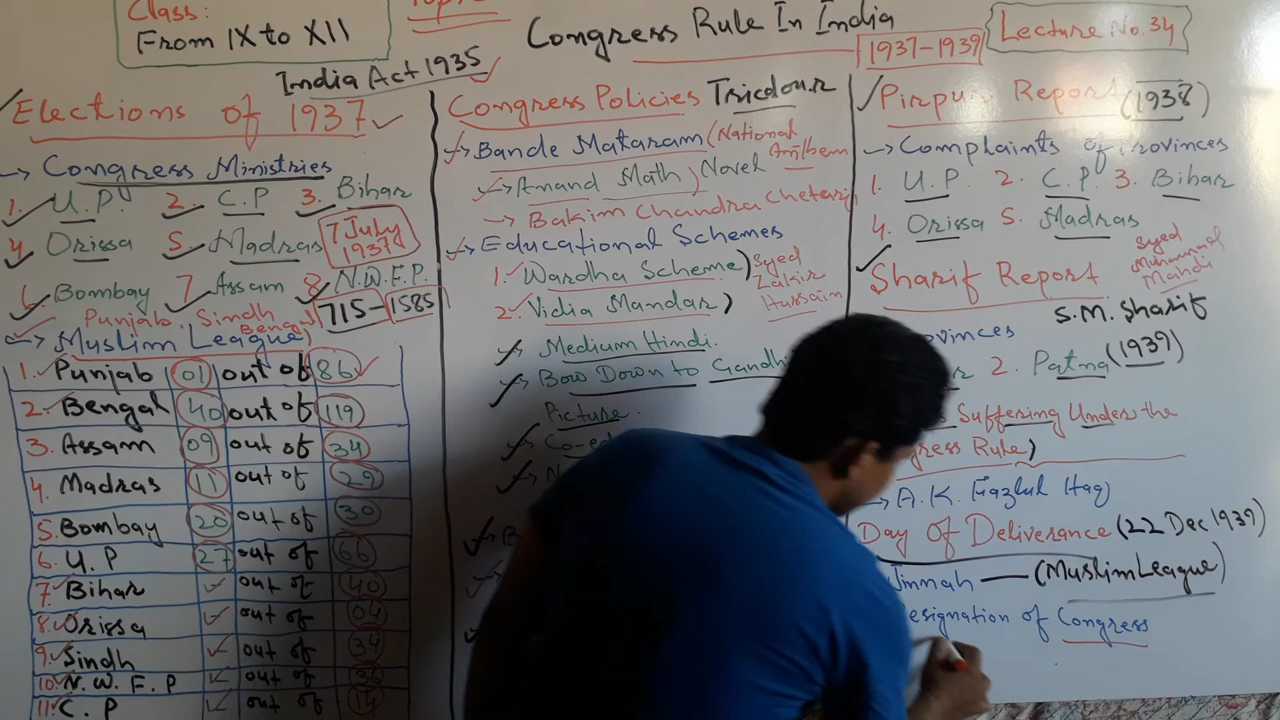 Class:
From IX to XII
Topic
Congress Rule In India
1937-1939
Lecture No. 34
India Act 1935
Elections of 1937
→ Congress Ministries
1. U.P 2. C.P 3. Bihar
4. Orissa 5. Madras
7 July 1937
6. Bombay 7 Assam 8 N.W.F.P.
Punjab, Sindh
Bengal
715-1585
→ Muslim League
1. Punjab 01 out of 86
2. Bengal 40 out of 119
3. Assam 09 out of 34
4. Madras 11 out of 29
5. Bombay 20 out of 30
6. U.P 27 out of 66
7. Bihar ✓ out of 40
8. Orissa ✓ out of 04
9. Sindh ✓ out of 34
10. N.W.F.P ✓ out of 36
11. C.P ✓ out of 14
Congress Policies Tricolour
→ Bande Mataram (National
Anthem
→ Anand Math) Novel
→ Bakim Chandra Cheterji
→ Educational Schemes
1. Wardha Scheme)
2. Vidia Mandar)
Syed
Zakir
Hussain
Medium Hindi.
Bow Down to Gandhi
Picture.
Co-ed
Pirpur Report (1938)
→ Complaints of Provinces
1. U.P 2. C.P 3. Bihar
4. Orissa 5. Madras
Syed
Muhammad
Mahdi
Sharif Report
S.M. Sharif
2. Patna (1939)
Suffering Under the
Rule)
→ A.K. Fazlul Haq
Day Of Deliverance (22 Dec 1939)
Jinnah — (Muslim League)
of Congress